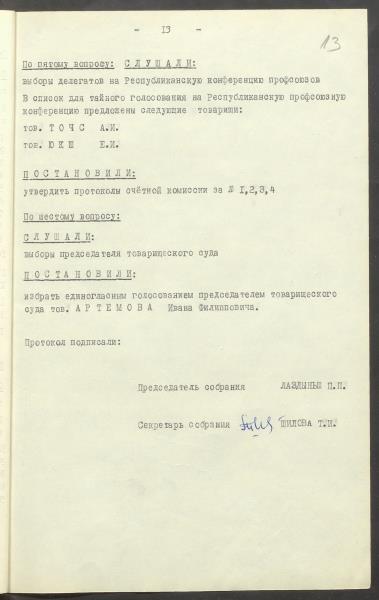 - 13 -
13
По пятому вопросу: С Л У Ш А Л И:
выборы делегатов на Республиканскую конференцию профсоюзов
В список для тайного голосования на Республиканскую профсоюзную
конференцию предложены следующие товарищи:
тов. Т О Ч С А.И.
тов. Ю К Ш Е.И.
П О С Т А Н О В И Л И:
утвердить протоколы счётной комиссии за № 1,2,3,4
По шестому вопросу:
С Л У Ш А Л И:
выборы председателя товарищеского суда
П О С Т А Н О В И Л И:
избрать единогласным голосованием председателем товарищеского
суда тов. А Р Т Е М О В А Ивана Филипповича.
Протокол подписали:
Председатель собрания ЛАЗДЫНЬШ П.П.
Секретарь собрания ШИЛОВА Т.И.